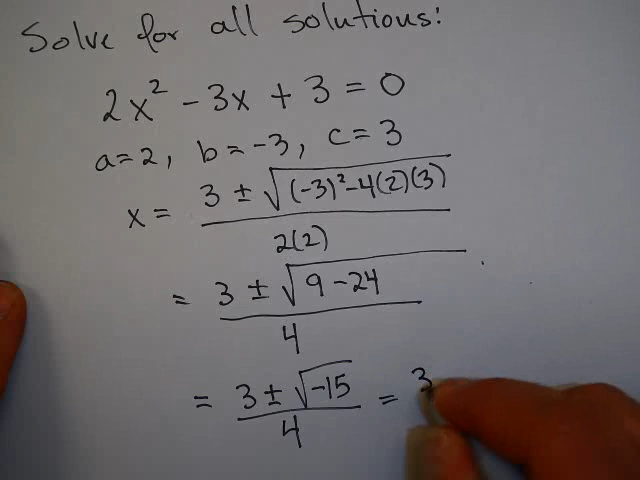 Solve for all solutions:
2x² - 3x + 3 = 0
a = 2, b = -3, c = 3
x = 3 ± √(-3)² - 4(2)(3)
2(2)
= 3 ± √9 - 24
4
= 3 ± √-15 = 3
4